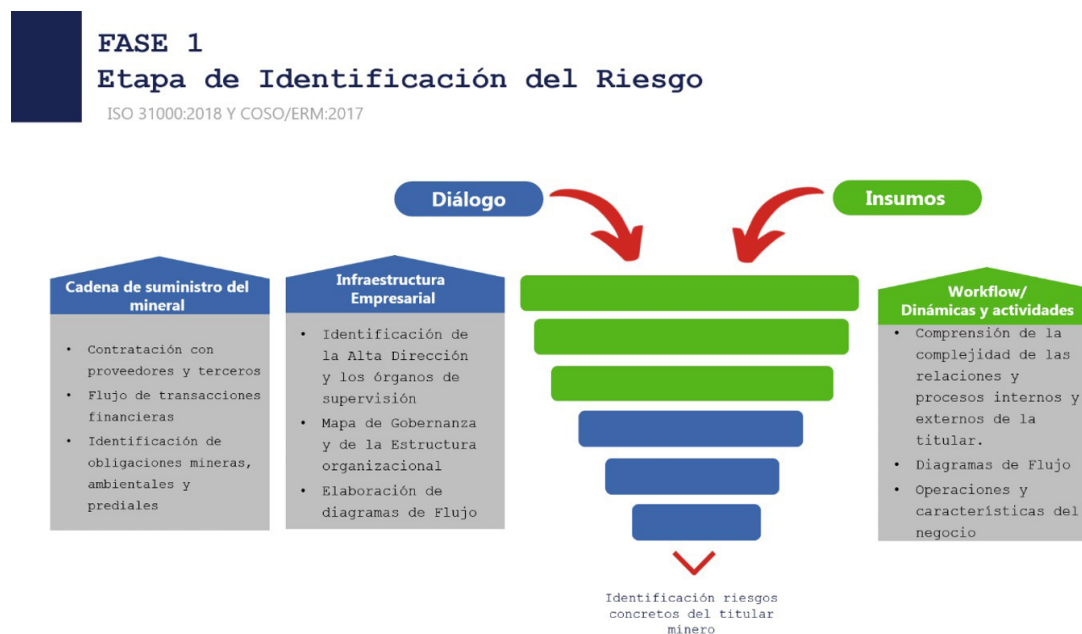 FASE 1
Etapa de Identificación del Riesgo
ISO 31000:2018 Y COSO/ERM:2017
Diálogo
Insumos
Cadena de suministro del
mineral
• Contratación con
proveedores y terceros
• Flujo de transacciones
financieras
• Identificación de
obligaciones mineras,
ambientales y
prediales
Infraestructura
Empresarial
• Identificación de
la Alta Dirección
y los órganos de
supervisión
• Mapa de Gobernanza
y de la Estructura
organizacional
• Elaboración de
diagramas de Flujo
Workflow/
Dinámicas y actividades
• Comprensión de la
complejidad de las
relaciones y
procesos internos y
externos de la
titular.
• Diagramas de Flujo
• Operaciones y
características del
negocio
Identificación riesgos
concretos del titular
minero